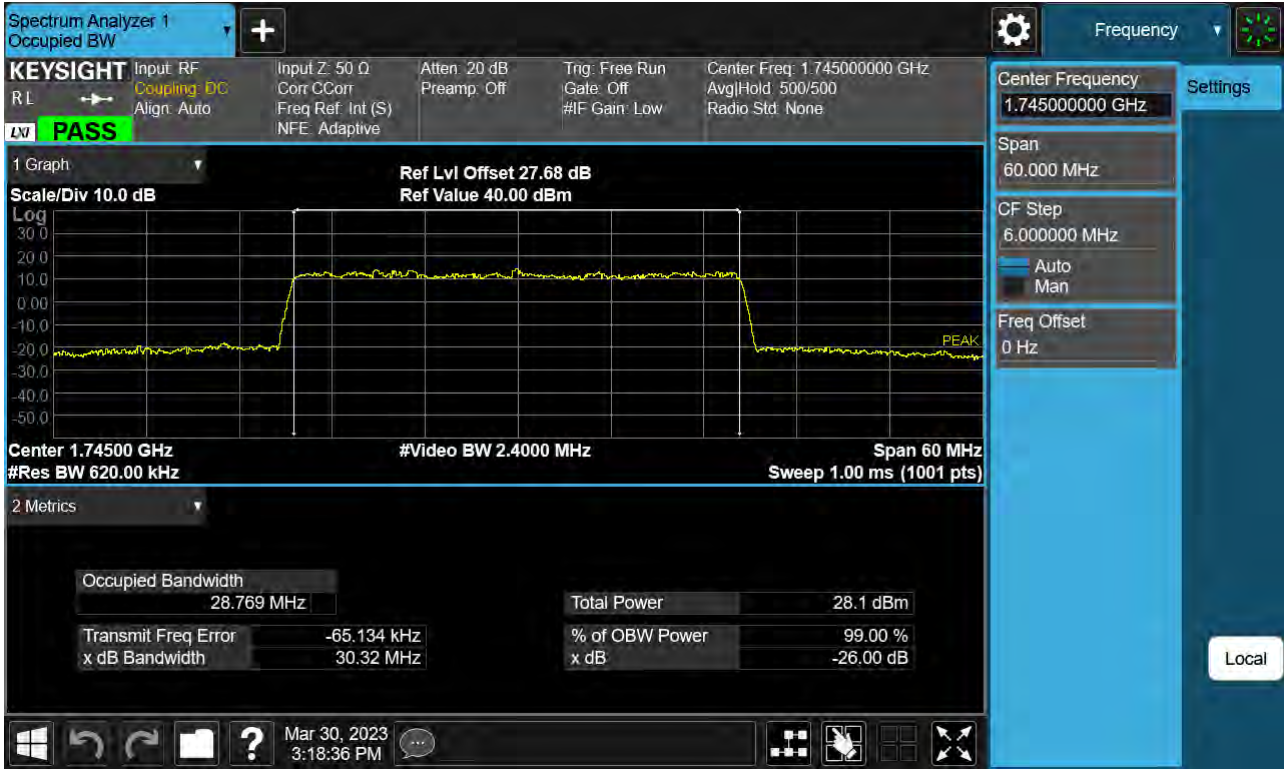 Spectrum Analyzer 1
Occupied BW
+
Frequency
KEYSIGHT
R L
LXI PASS
Input: RF
Coupling: DC
Align: Auto
Input Z: 50 Ω
Corr CCorr
Freq Ref: Int (S)
NFE: Adaptive
Atten: 20 dB
Preamp: Off
Trig: Free Run
Gate: Off
#IF Gain: Low
Center Freq: 1.745000000 GHz
Avg|Hold: 500/500
Radio Std: None
Center Frequency
1.745000000 GHz
Settings
Span
60.000 MHz
CF Step
6.000000 MHz
Auto
Man
Freq Offset
0 Hz
Local
1 Graph
Scale/Div 10.0 dB
Ref Lvl Offset 27.68 dB
Ref Value 40.00 dBm
Log
30.0
20.0
10.0
0.00
-10.0
-20.0
-30.0
-40.0
-50.0
PEAK
Center 1.74500 GHz
#Video BW 2.4000 MHz
Span 60 MHz
#Res BW 620.00 kHz
Sweep 1.00 ms (1001 pts)
2 Metrics
Occupied Bandwidth
28.769 MHz
Total Power 28.1 dBm
Transmit Freq Error -65.134 kHz
% of OBW Power 99.00 %
x dB Bandwidth 30.32 MHz
x dB -26.00 dB
?
Mar 30, 2023
3:18:36 PM